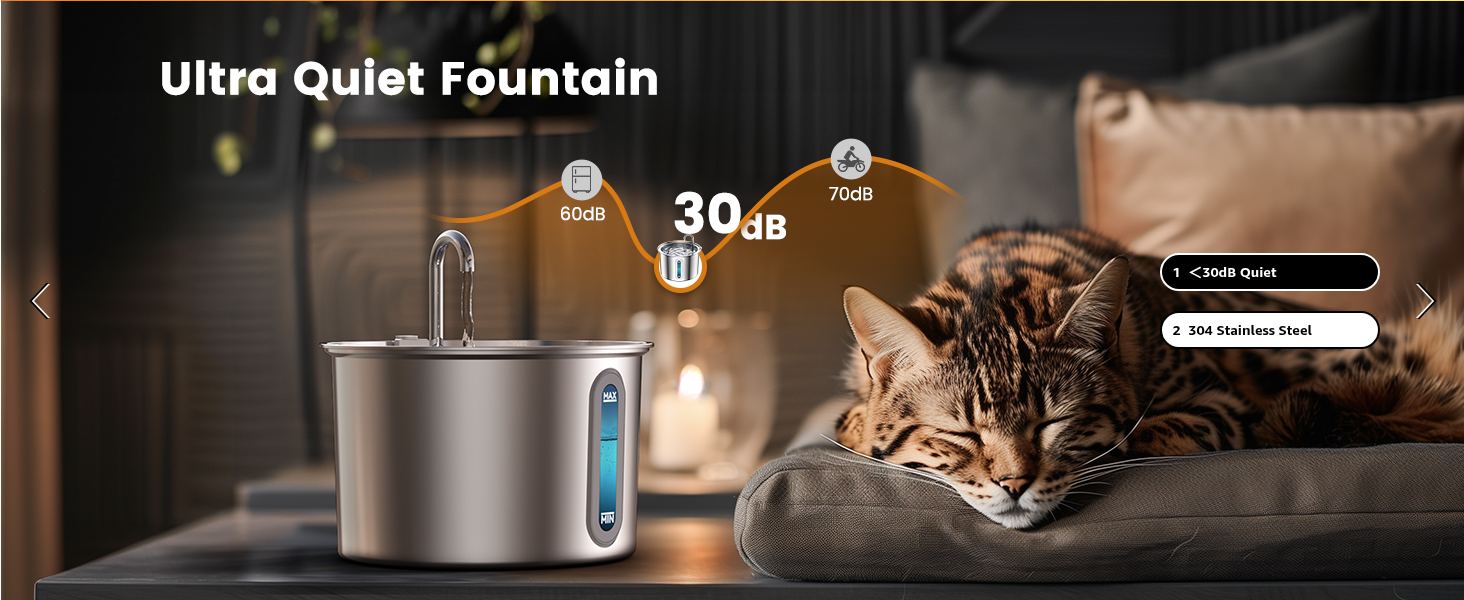 Ultra Quiet Fountain
60dB
30dB
70dB
1 <30dB Quiet
2 304 Stainless Steel
MAX
MIN